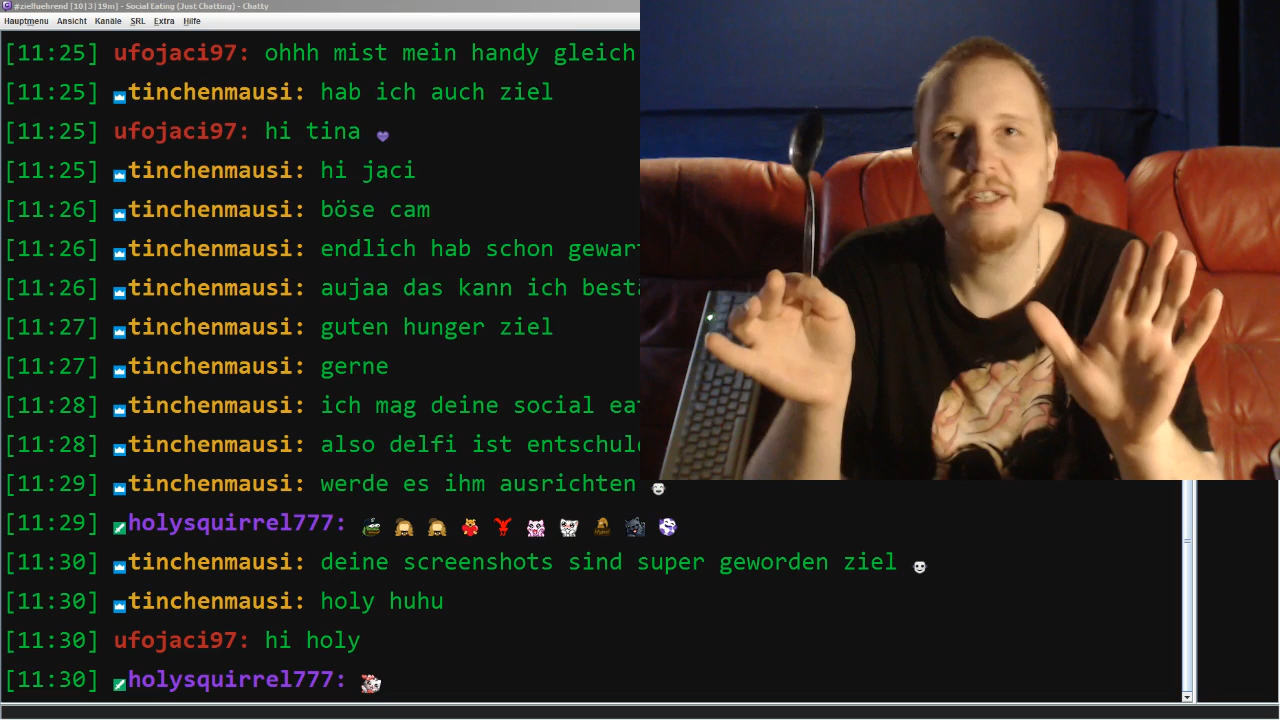 #zielfuehrend [10|3|19m] - Social Eating (Just Chatting) - Chatty
Hauptmenu Ansicht Kanäle SRL Extra Hilfe
[11:25] ufojaci97: ohhh mist mein handy gleich
[11:25] tinchenmausi: hab ich auch ziel
[11:25] ufojaci97: hi tina
[11:25] tinchenmausi: hi jaci
[11:26] tinchenmausi: böse cam
[11:26] tinchenmausi: endlich hab schon gewar
[11:26] tinchenmausi: aujaa das kann ich best
[11:27] tinchenmausi: guten hunger ziel
[11:27] tinchenmausi: gerne
[11:28] tinchenmausi: ich mag deine social ea
[11:28] tinchenmausi: also delfi ist entschul
[11:29] tinchenmausi: werde es ihm ausrichten
[11:29] holysquirrel777:
[11:30] tinchenmausi: deine screenshots sind super geworden ziel
[11:30] tinchenmausi: holy huhu
[11:30] ufojaci97: hi holy
[11:30] holysquirrel777: